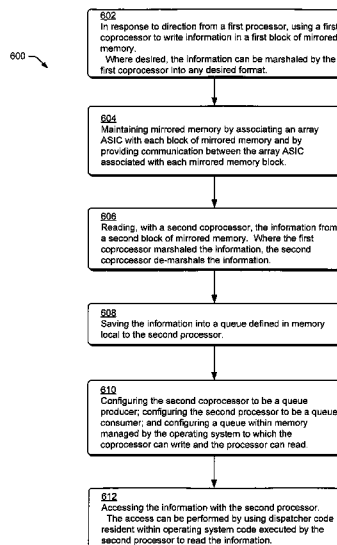 600
602
In response to direction from a first processor, using a first
coprocessor to write information in a first block of mirrored
memory.
Where desired, the information can be marshaled by the
first coprocessor into any desired format.
604
Maintaining mirrored memory by associating an array
ASIC with each block of mirrored memory and by
providing communication between the array ASIC
associated with each mirrored memory block.
606
Reading, with a second coprocessor, the information from
a second block of mirrored memory. Where the first
coprocessor marshaled the information, the second
coprocessor de-marshals the information.
608
Saving the information into a queue defined in memory
local to the second processor.
610
Configuring the second coprocessor to be a queue
producer; configuring the second processor to be a queue
consumer; and configuring a queue within memory
managed by the operating system to which the
coprocessor can write and the processor can read.
612
Accessing the information with the second processor.
The access can be performed by using dispatcher code
resident within operating system code executed by the
second processor to read the information.